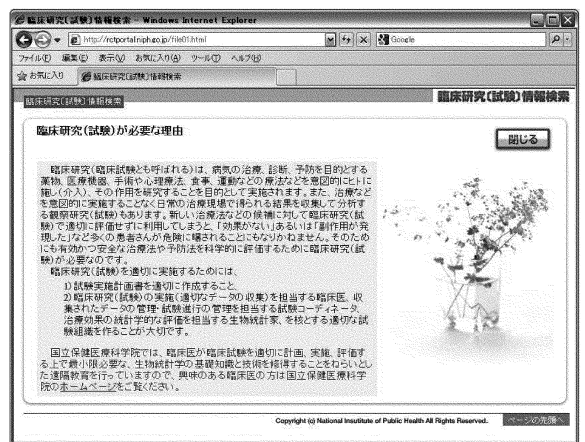 臨床研究(試験)情報検索 - Windows Internet Explorer
http://rctportal.niph.go.jp/file01.html
Google
ファイル(F) 編集(E) 表示(V) お気に入り(A) ツール(T) ヘルプ(H)
お気に入り
臨床研究(試験)情報検索
臨床研究(試験)情報検索
臨床研究(試験)情報検索
臨床研究(試験)が必要な理由
閉じる
臨床研究(臨床試験とも呼ばれる)は、病気の治療、診断、予防を目的とする
薬物、医療機器、手術や心理療法、食事、運動などの療法などを意図的にヒトに
施し(介入)、その作用を研究することを目的として実施されます。また、治療など
を意図的に実施することなく日常の治療現場で得られる結果を収集して分析す
る観察研究(試験)もあります。新しい治療法などの候補に対して臨床研究(試
験)で適切に評価せずに利用してしまうと、「効果がない」あるいは「副作用が発
現した」など多くの患者さんが危険に曝されることにもなりかねません。そのため
にも有効かつ安全な治療法や予防法を科学的に評価するために臨床研究(試
験)が必要なのです。
臨床研究(試験)を適切に実施するためには、
1)試験実施計画書を適切に作成すること、
2)臨床研究(試験)の実施(適切なデータの収集)を担当する臨床医、収
集されたデータの管理・試験進行の管理を担当する試験コーディネータ、
治療効果の統計学的な評価を担当する生物統計家、を核とする適切な試
験組織を作ることが大切です。
国立保健医療科学院では、臨床医が臨床試験を適切に計画、実施、評価す
る上で最小限必要な、生物統計学の基礎知識と技術を修得することをねらいとし
た遠隔教育を行っていますので、興味のある臨床医の方は国立保健医療科学
院のホームページをご覧ください。
Copyright (c) National Insutitute of Public Health All Rights Reserved.
ページの先頭へ